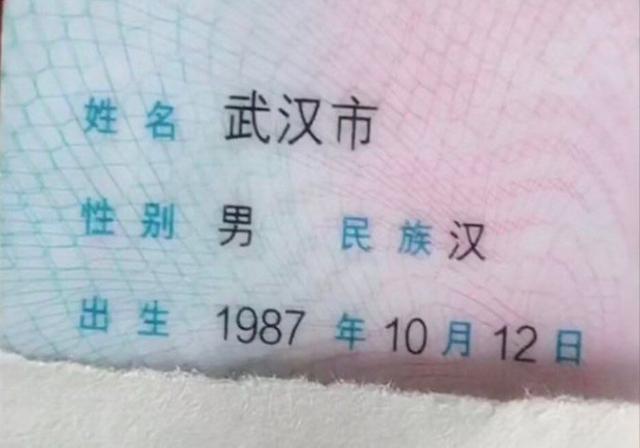 姓名 武汉市
性别 男 民族 汉
出生 1987 年 10 月 12 日